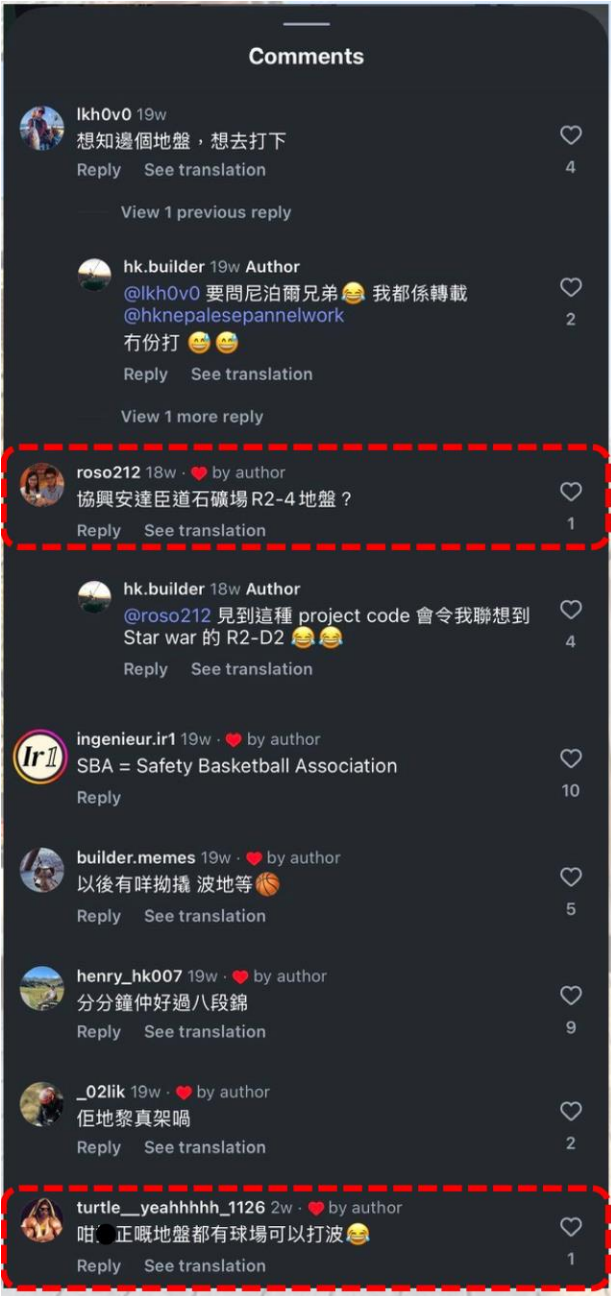 Comments
lkh0v0 19w
想知邊個地盤，想去打下
4
Reply See translation
View 1 previous reply
hk.builder 19w Author
@lkh0v0 要問尼泊爾兄弟😂 我都係轉載
@hknepalesepannelwork
冇份打 😅😅
2
Reply See translation
View 1 more reply
roso212 18w · ❤️ by author
協興安達臣道石礦場R2-4地盤？
1
Reply See translation
hk.builder 18w Author
@roso212 見到這種 project code 會令我聯想到
Star war 的 R2-D2 😂😂
4
Reply See translation
Ir1
ingenieur.ir1 19w · ❤️ by author
SBA = Safety Basketball Association
10
Reply
builder.memes 19w · ❤️ by author
以後有咩拗撬 波地等🏀
5
Reply See translation
henry_hk007 19w · ❤️ by author
分分鐘仲好過八段錦
9
Reply See translation
_02lik 19w · ❤️ by author
佢地黎真架喎
2
Reply See translation
turtle__yeahhhhh_1126 2w · ❤️ by author
咁正嘅地盤都有球場可以打波😂
1
Reply See translation